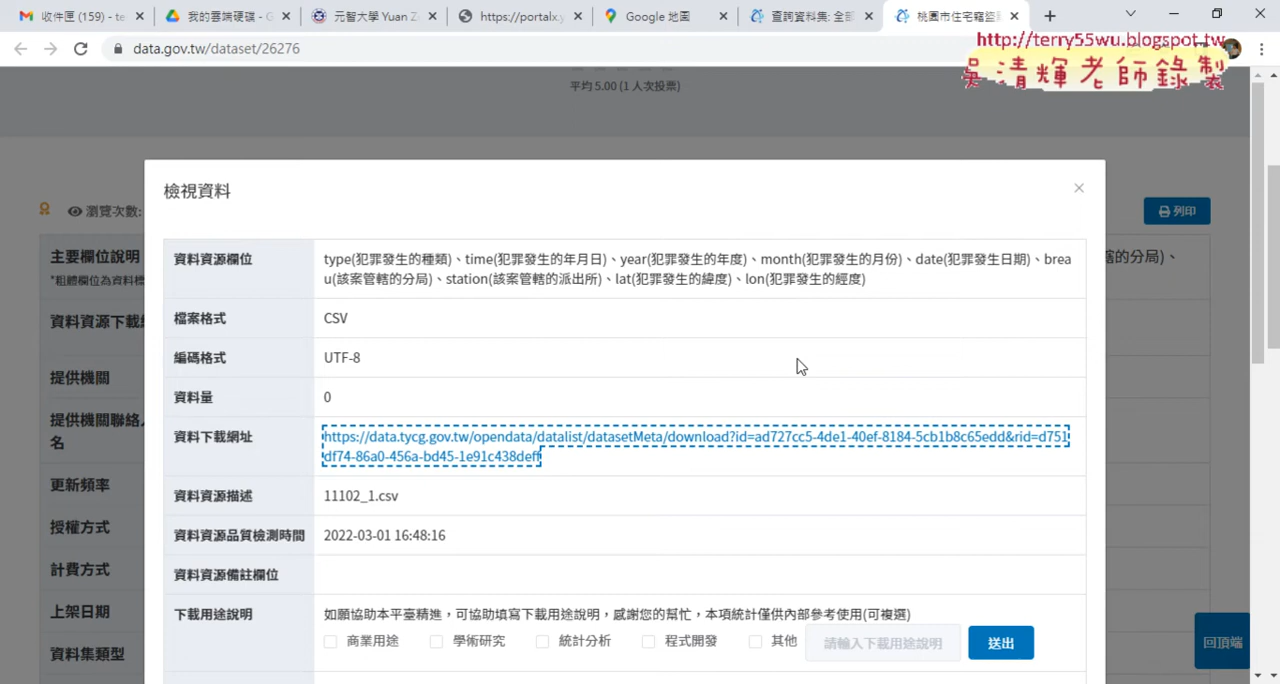 收件匣 (159) - te
我的雲端硬碟 - G
元智大學 Yuan Z
https://portalx.y
Google 地圖
查詢資料集: 全部
桃園市住宅竊盜
data.gov.tw/dataset/26276
http://terry55wu.blogspot.tw
吳清輝老師錄製
平均 5.00 (1 人次投票)
檢視資料
瀏覽次數:
列印
主要欄位說明
*粗體欄位為資料標
轄的分局)、
資料資源欄位
type(犯罪發生的種類)、time(犯罪發生的年月日)、year(犯罪發生的年度)、month(犯罪發生的月份)、date(犯罪發生日期)、brea
u(該案管轄的分局)、station(該案管轄的派出所)、lat(犯罪發生的緯度)、lon(犯罪發生的經度)
資料資源下載網
檔案格式
CSV
編碼格式
UTF-8
提供機關
資料量
0
提供機關聯絡人
名
資料下載網址
https://data.tycg.gov.tw/opendata/datalist/datasetMeta/download?id=ad727cc5-4de1-40ef-8184-5cb1b8c65edd&rid=d751
df74-86a0-456a-bd45-1e91c438deff
更新頻率
資料資源描述
11102_1.csv
授權方式
資料資源品質檢測時間
2022-03-01 16:48:16
計費方式
資料資源備註欄位
上架日期
下載用途說明
如願協助本平臺精進，可協助填寫下載用途說明，感謝您的幫忙，本項統計僅供內部參考使用(可複選)
商業用途
學術研究
統計分析
程式開發
其他
請輸入下載用途說明
送出
回頂端
資料集類型